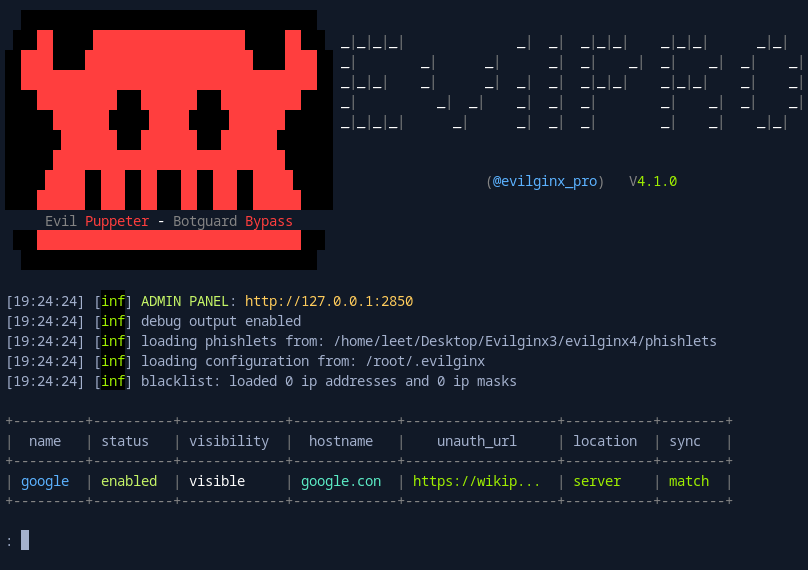 EVIPRO
(@evilginx_pro) V4.1.0
Evil Puppeter - Botguard Bypass
[19:24:24] [inf] ADMIN PANEL: http://127.0.0.1:2850
[19:24:24] [inf] debug output enabled
[19:24:24] [inf] loading phishlets from: /home/leet/Desktop/Evilginx3/evilginx4/phishlets
[19:24:24] [inf] loading configuration from: /root/.evilginx
[19:24:24] [inf] blacklist: loaded 0 ip addresses and 0 ip masks
+---------+----------+-------------+--------------+-------------------+-----------+--------+
| name | status | visibility | hostname | unauth_url | location | sync |
+---------+----------+-------------+--------------+-------------------+-----------+--------+
| google | enabled | visible | google.con | https://wikip... | server | match |
+---------+----------+-------------+--------------+-------------------+-----------+--------+
: